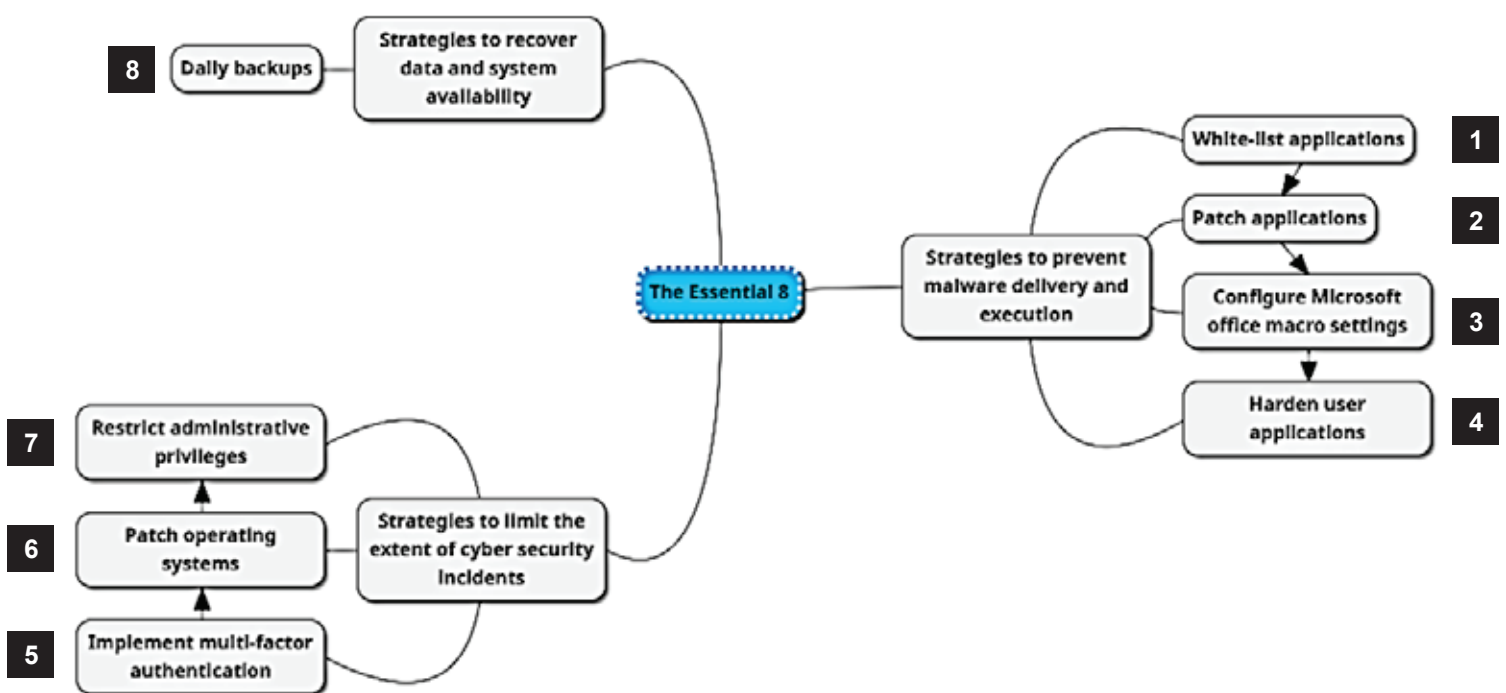 8
Daily backups
Strategies to recover
data and system
availability
The Essential 8
Strategies to prevent
malware delivery and
execution
White-list applications
1
Patch applications
2
Configure Microsoft
office macro settings
3
Harden user
applications
4
7
Restrict administrative
privileges
6
Patch operating
systems
5
Implement multi-factor
authentication
Strategies to limit the
extent of cyber security
incidents